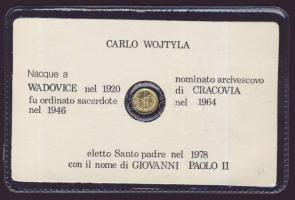 CARLO WOJTYLA
Nacque a
WADOVICE nel 1920
fu ordinato sacerdote
nel 1946
nominato arcivescovo
di CRACOVIA
nel 1964
eletto Santo padre nel 1978
con il nome di GIOVANNI PAOLO II